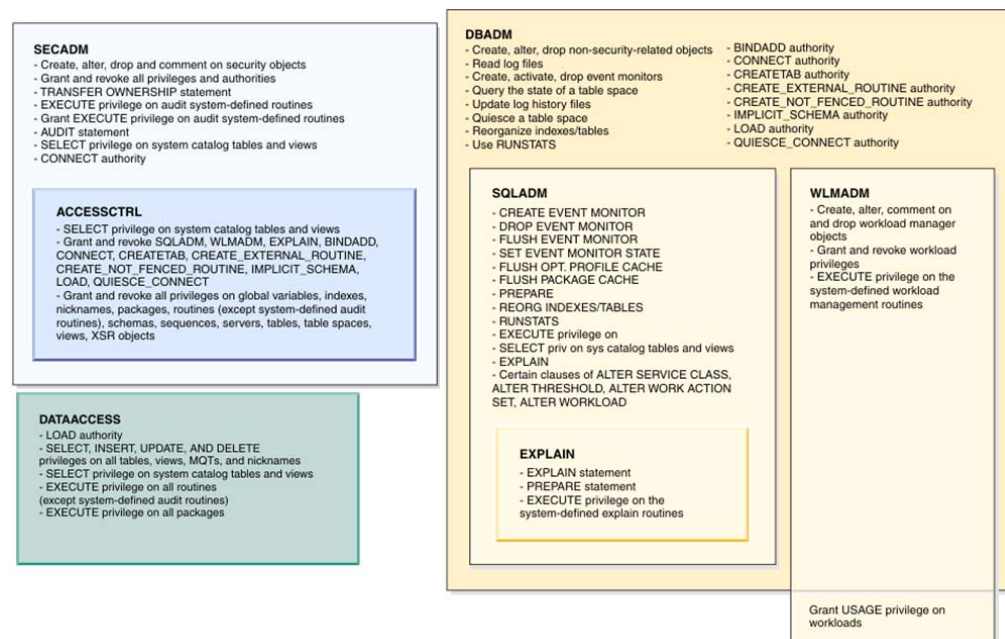 SECADM
- Create, alter, drop and comment on security objects
- Grant and revoke all privileges and authorities
- TRANSFER OWNERSHIP statement
- EXECUTE privilege on audit system-defined routines
- Grant EXECUTE privilege on audit system-defined routines
- AUDIT statement
- SELECT privilege on system catalog tables and views
- CONNECT authority
ACCESSCTRL
- SELECT privilege on system catalog tables and views
- Grant and revoke SQLADM, WLMADM, EXPLAIN, BINDADD,
CONNECT, CREATETAB, CREATE_EXTERNAL_ROUTINE,
CREATE_NOT_FENCED_ROUTINE, IMPLICIT_SCHEMA,
LOAD, QUIESCE_CONNECT
- Grant and revoke all privileges on global variables, indexes,
nicknames, packages, routines (except system-defined audit
routines), schemas, sequences, servers, tables, table spaces,
views, XSR objects
DATAACCESS
- LOAD authority
- SELECT, INSERT, UPDATE, AND DELETE
privileges on all tables, views, MQTs, and nicknames
- SELECT privilege on system catalog tables and views
- EXECUTE privilege on all routines
(except system-defined audit routines)
- EXECUTE privilege on all packages
DBADM
- Create, alter, drop non-security-related objects
- Read log files
- Create, activate, drop event monitors
- Query the state of a table space
- Update log history files
- Quiesce a table space
- Reorganize indexes/tables
- Use RUNSTATS
- BINDADD authority
- CONNECT authority
- CREATETAB authority
- CREATE_EXTERNAL_ROUTINE authority
- CREATE_NOT_FENCED_ROUTINE authority
- IMPLICIT_SCHEMA authority
- LOAD authority
- QUIESCE_CONNECT authority
SQLADM
- CREATE EVENT MONITOR
- DROP EVENT MONITOR
- FLUSH EVENT MONITOR
- SET EVENT MONITOR STATE
- FLUSH OPT. PROFILE CACHE
- FLUSH PACKAGE CACHE
- PREPARE
- REORG INDEXES/TABLES
- RUNSTATS
- EXECUTE privilege on
- SELECT priv on sys catalog tables and views
- EXPLAIN
- Certain clauses of ALTER SERVICE CLASS,
ALTER THRESHOLD, ALTER WORK ACTION
SET, ALTER WORKLOAD
EXPLAIN
- EXPLAIN statement
- PREPARE statement
- EXECUTE privilege on the
system-defined explain routines
WLMADM
- Create, alter, comment on
and drop workload manager
objects
- Grant and revoke workload
privileges
- EXECUTE privilege on the
system-defined workload
management routines
Grant USAGE privilege on
workloads